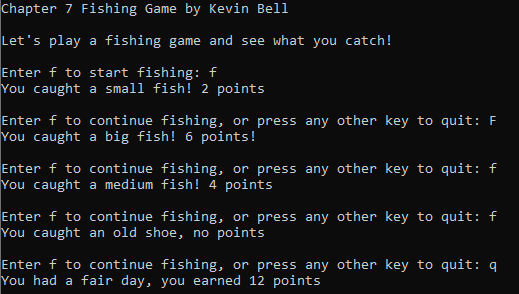 Chapter 7 Fishing Game by Kevin Bell
Let's play a fishing game and see what you catch!
Enter f to start fishing: f
You caught a small fish! 2 points
Enter f to continue fishing, or press any other key to quit: F
You caught a big fish! 6 points!
Enter f to continue fishing, or press any other key to quit: f
You caught a medium fish! 4 points
Enter f to continue fishing, or press any other key to quit: f
You caught an old shoe, no points
Enter f to continue fishing, or press any other key to quit: q
You had a fair day, you earned 12 points